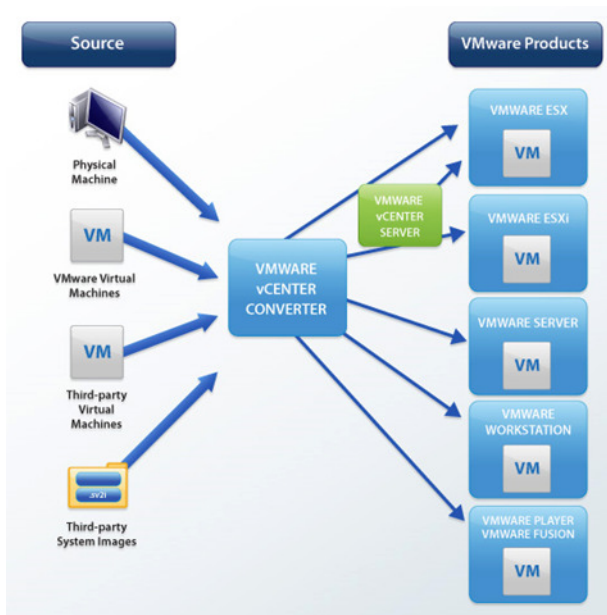 Source
VMware Products
Physical
Machine
VM
VMware Virtual
Machines
VM
Third-party
Virtual
Machines
.sv2i
Third-party
System Images
VMWARE
vCENTER
CONVERTER
VMWARE
vCENTER
SERVER
VMWARE ESX
VM
VMWARE ESXi
VM
VMWARE SERVER
VM
VMWARE
WORKSTATION
VM
VMWARE PLAYER
VMWARE FUSION
VM